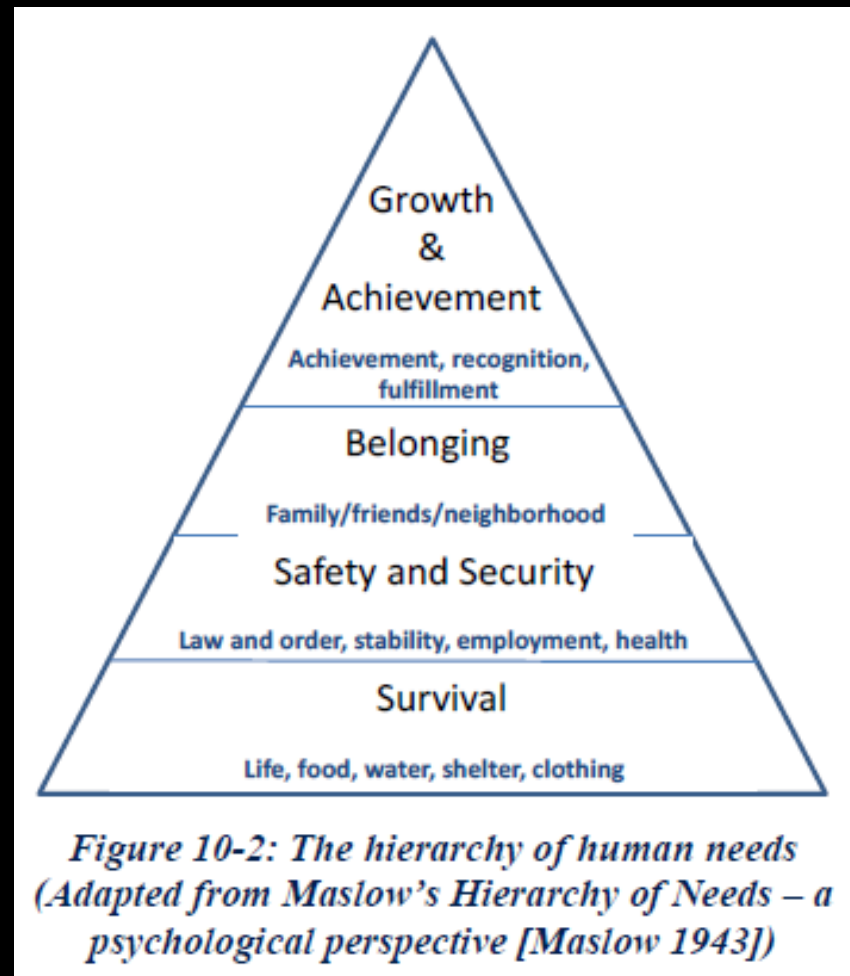 Growth
&
Achievement
Achievement, recognition,
fulfillment
Belonging
Family/friends/neighborhood
Safety and Security
Law and order, stability, employment, health
Survival
Life, food, water, shelter, clothing
Figure 10-2: The hierarchy of human needs
(Adapted from Maslow's Hierarchy of Needs – a
psychological perspective [Maslow 1943])